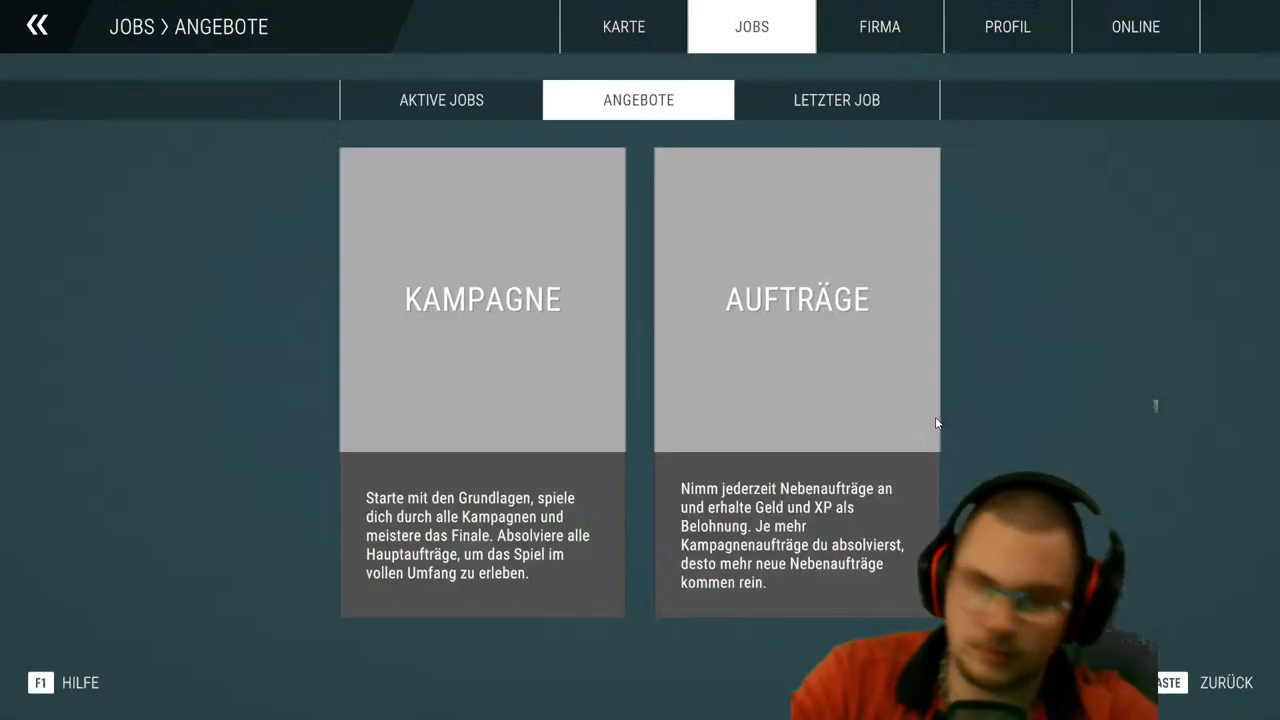 JOBS > ANGEBOTE
KARTE
JOBS
FIRMA
PROFIL
ONLINE
AKTIVE JOBS
ANGEBOTE
LETZTER JOB
KAMPAGNE
Starte mit den Grundlagen, spiele
dich durch alle Kampagnen und
meistere das Finale. Absolviere alle
Hauptaufträge, um das Spiel im
vollen Umfang zu erleben.
AUFTRÄGE
Nimm jederzeit Nebenaufträge an
und erhalte Geld und XP als
Belohnung. Je mehr
Kampagnenaufträge du absolvierst,
desto mehr neue Nebenaufträge
kommen rein.
F1 HILFE
ASTE ZURÜCK